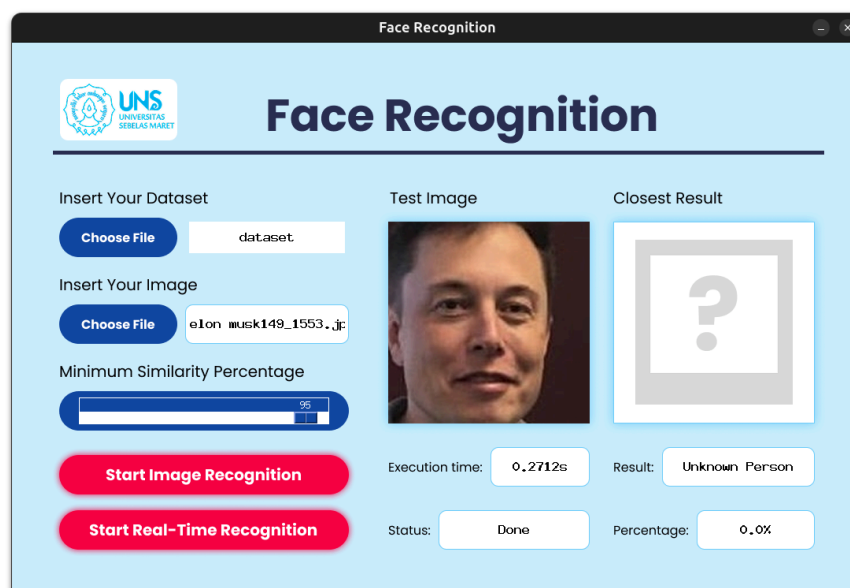 Face Recognition
UNS
UNIVERSITAS
SEBELAS MARET
Face Recognition
Insert Your Dataset
Choose File
dataset
Insert Your Image
Choose File
elon musk149_1553.jp
Minimum Similarity Percentage
95
Start Image Recognition
Start Real-Time Recognition
Test Image
Closest Result
?
Execution time:
0.2712s
Result:
Unknown Person
Status:
Done
Percentage:
0.0%